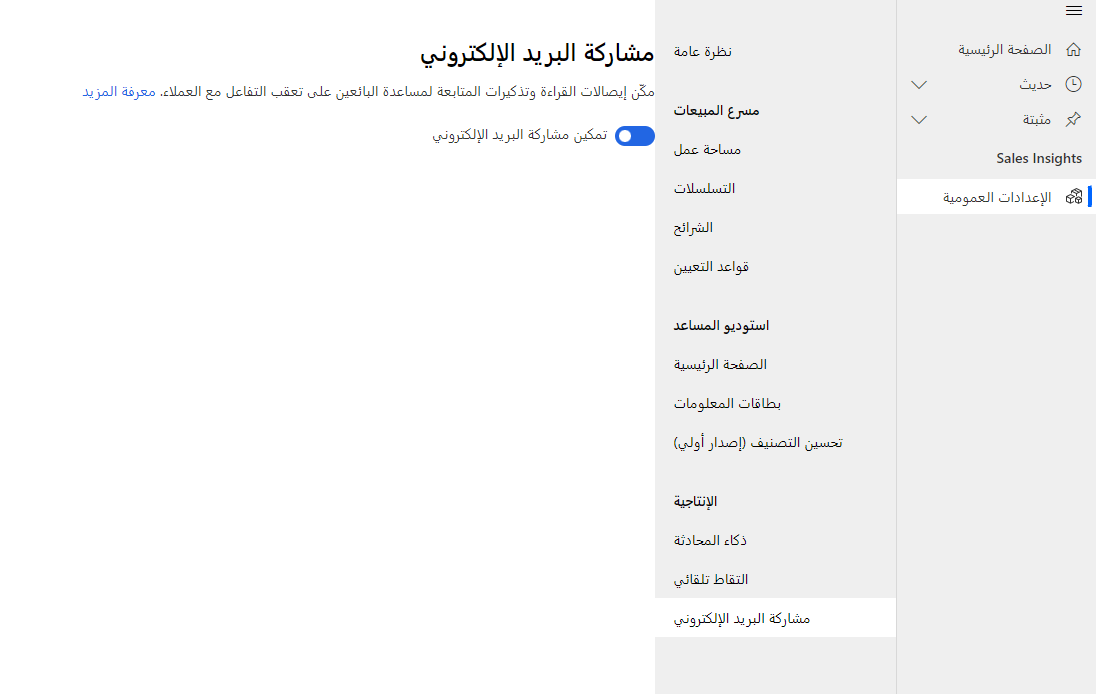 الصفحة الرئيسية
حديث
مثبتة
Sales Insights
الإعدادات العمومية
نظرة عامة
مسرع المبيعات
مساحة عمل
التسلسلات
الشرائح
قواعد التعيين
استوديو المساعد
الصفحة الرئيسية
بطاقات المعلومات
تحسين التصنيف (إصدار أولي)
الإنتاجية
ذكاء المحادثة
التقاط تلقائي
مشاركة البريد الإلكتروني
مشاركة البريد الإلكتروني
مكّن إيصالات القراءة وتذكيرات المتابعة لمساعدة البائعين على تعقب التفاعل مع العملاء. معرفة المزيد
تمكين مشاركة البريد الإلكتروني